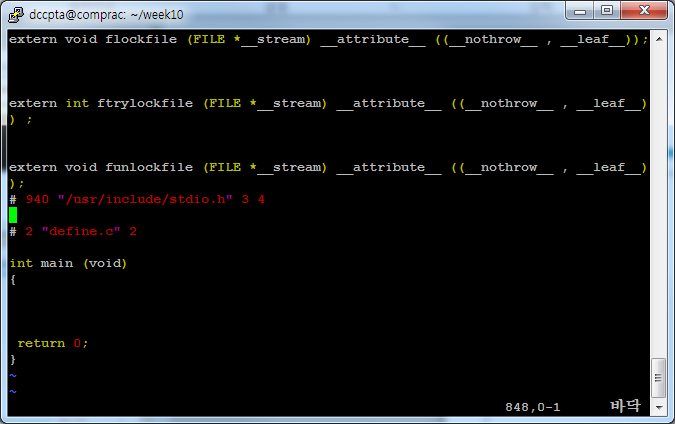 dccpta@comprac: ~/week10
extern void flockfile (FILE *__stream) __attribute__ ((__nothrow__ , __leaf__));
extern int ftrylockfile (FILE *__stream) __attribute__ ((__nothrow__ , __leaf__)
) ;
extern void funlockfile (FILE *__stream) __attribute__ ((__nothrow__ , __leaf__)
);
# 940 "/usr/include/stdio.h" 3 4
# 2 "define.c" 2
int main (void)
{
return 0;
}
~
~
848,0-1 바닥